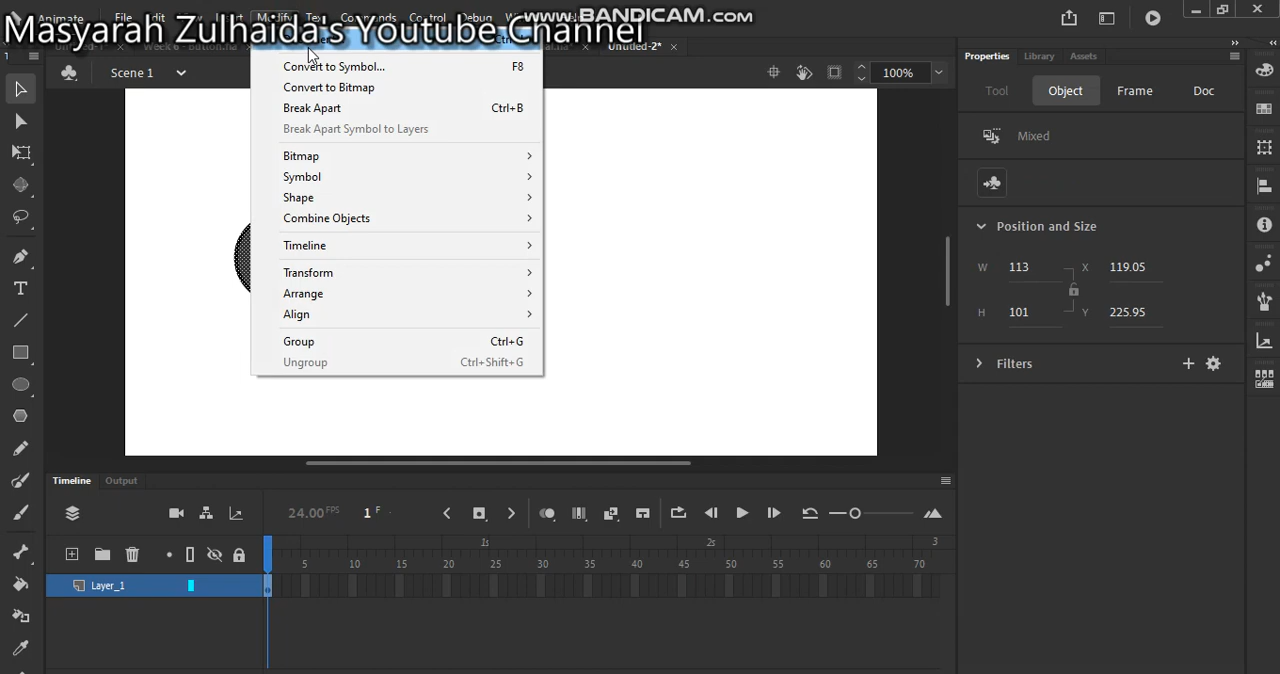 www.BANDICAM.com
Masyarah Zulhaida's Youtube Channel
Animate
Modify
Commands
Control
Debug
Untitled-2*
Scene 1
100%
Convert to Symbol... F8
Convert to Bitmap
Break Apart Ctrl+B
Break Apart Symbol to Layers
Bitmap
Symbol
Shape
Combine Objects
Timeline
Transform
Arrange
Align
Group Ctrl+G
Ungroup Ctrl+Shift+G
Properties Library Assets
Tool Object Frame Doc
Mixed
Position and Size
W 113 X 119.05
H 101 Y 225.95
Filters
Timeline Output
24.00 FPS 1 F
1s 2s 3
5 10 15 20 25 30 35 40 45 50 55 60 65 70
Layer_1